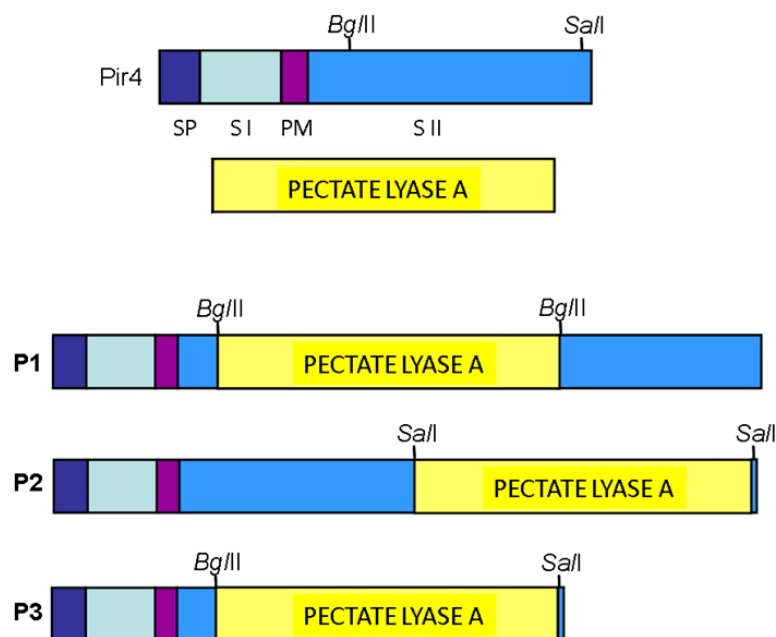 BglII SalI
Pir4
SP S I PM S II
PECTATE LYASE A
BglII BglII
P1 PECTATE LYASE A
SalI SalI
P2 PECTATE LYASE A
BglII SalI
P3 PECTATE LYASE A